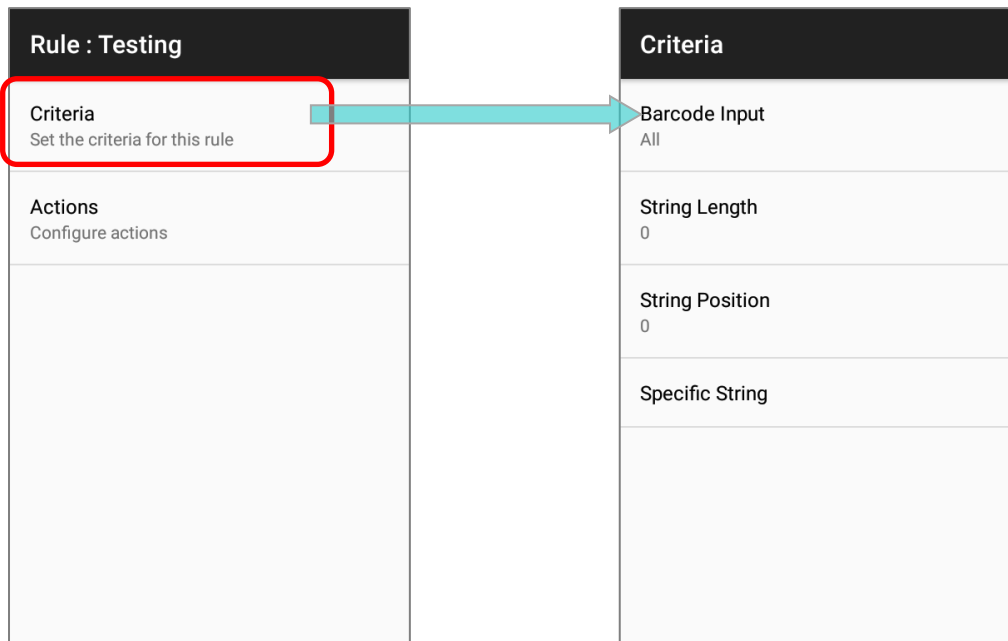 Rule : Testing
Criteria
Set the criteria for this rule
Actions
Configure actions
Criteria
Barcode Input
All
String Length
0
String Position
0
Specific String